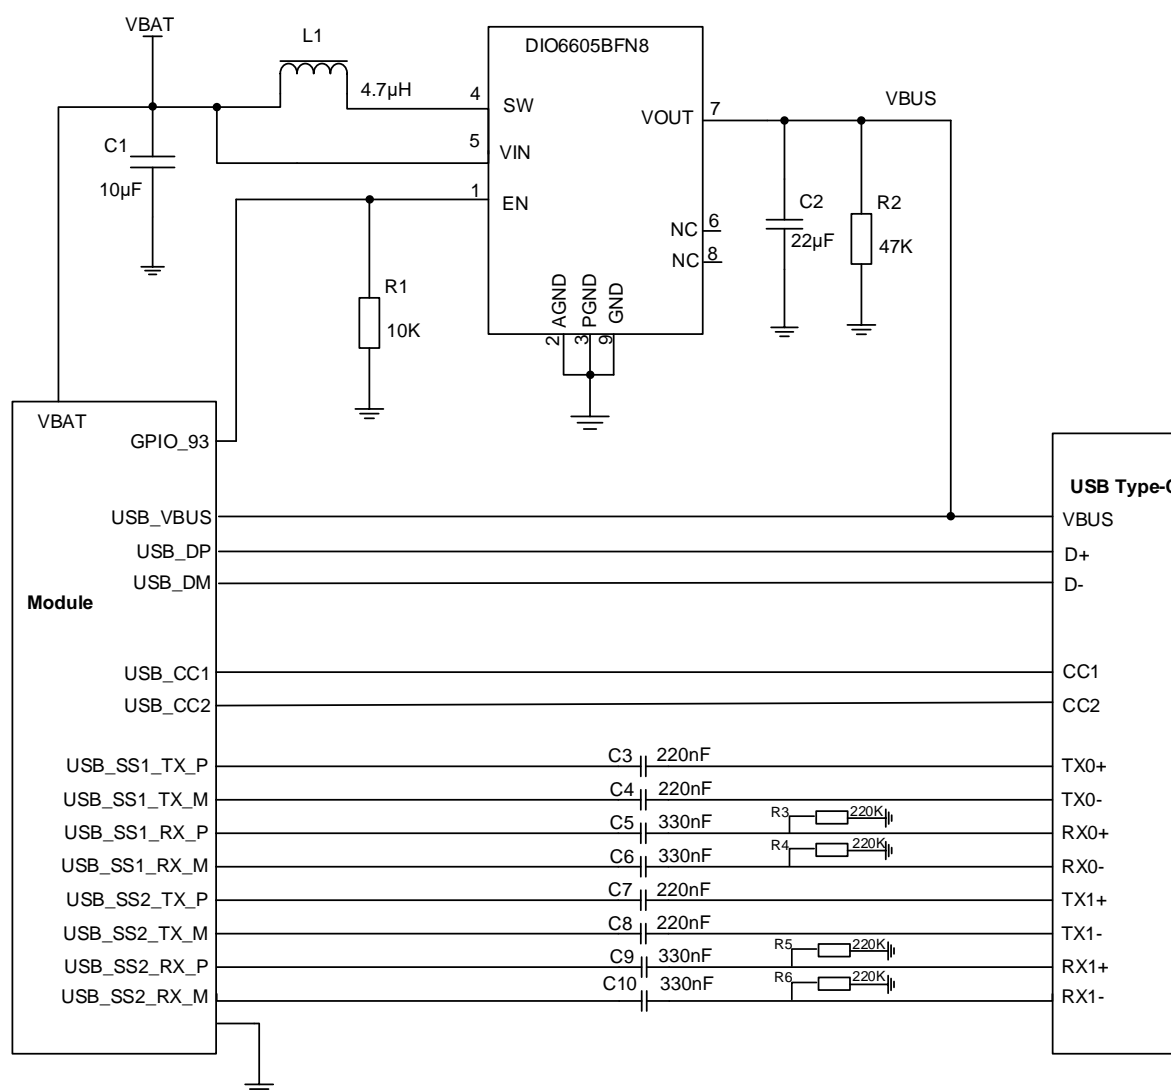 VBAT
L1
4.7µH
C1
10µF
DIO6605BFN8
4
SW
5
VIN
1
EN
VOUT
7
VBUS
NC
6
NC
8
AGND
PGND
GND
2
3
9
C2
22µF
R2
47K
R1
10K
VBAT
GPIO_93
USB_VBUS
USB_DP
USB_DM
Module
USB_CC1
USB_CC2
USB_SS1_TX_P
USB_SS1_TX_M
USB_SS1_RX_P
USB_SS1_RX_M
USB_SS2_TX_P
USB_SS2_TX_M
USB_SS2_RX_P
USB_SS2_RX_M
C3 220nF
C4 220nF
C5 330nF
C6 330nF
C7 220nF
C8 220nF
C9 330nF
C10 330nF
R3 220K
R4 220K
R5 220K
R6 220K
USB Type-C
VBUS
D+
D-
CC1
CC2
TX0+
TX0-
RX0+
RX0-
TX1+
TX1-
RX1+
RX1-